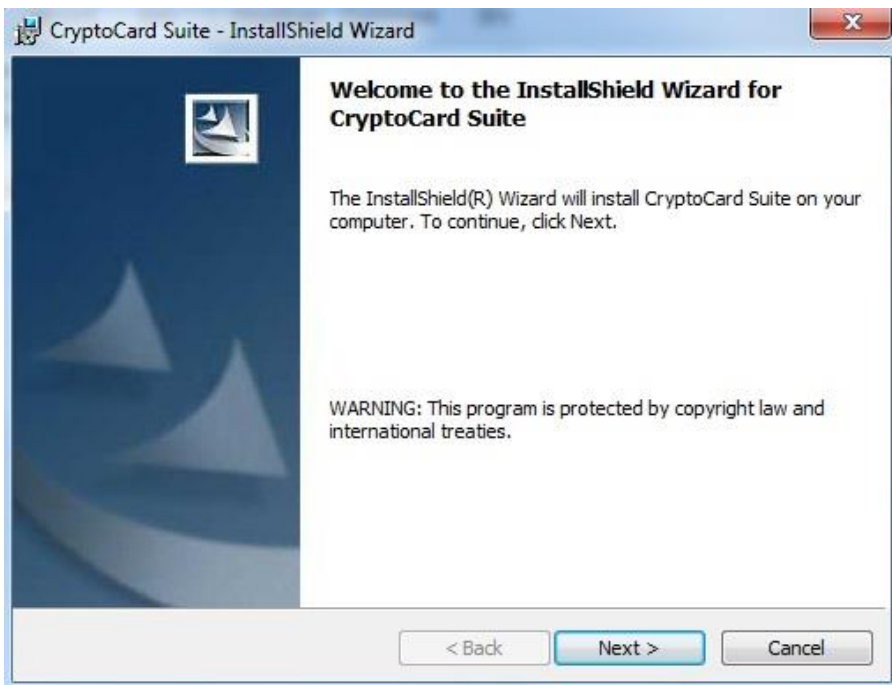 CryptoCard Suite - InstallShield Wizard
Welcome to the InstallShield Wizard for
CryptoCard Suite
The InstallShield(R) Wizard will install CryptoCard Suite on your
computer. To continue, click Next.
WARNING: This program is protected by copyright law and
international treaties.
< Back
Next >
Cancel